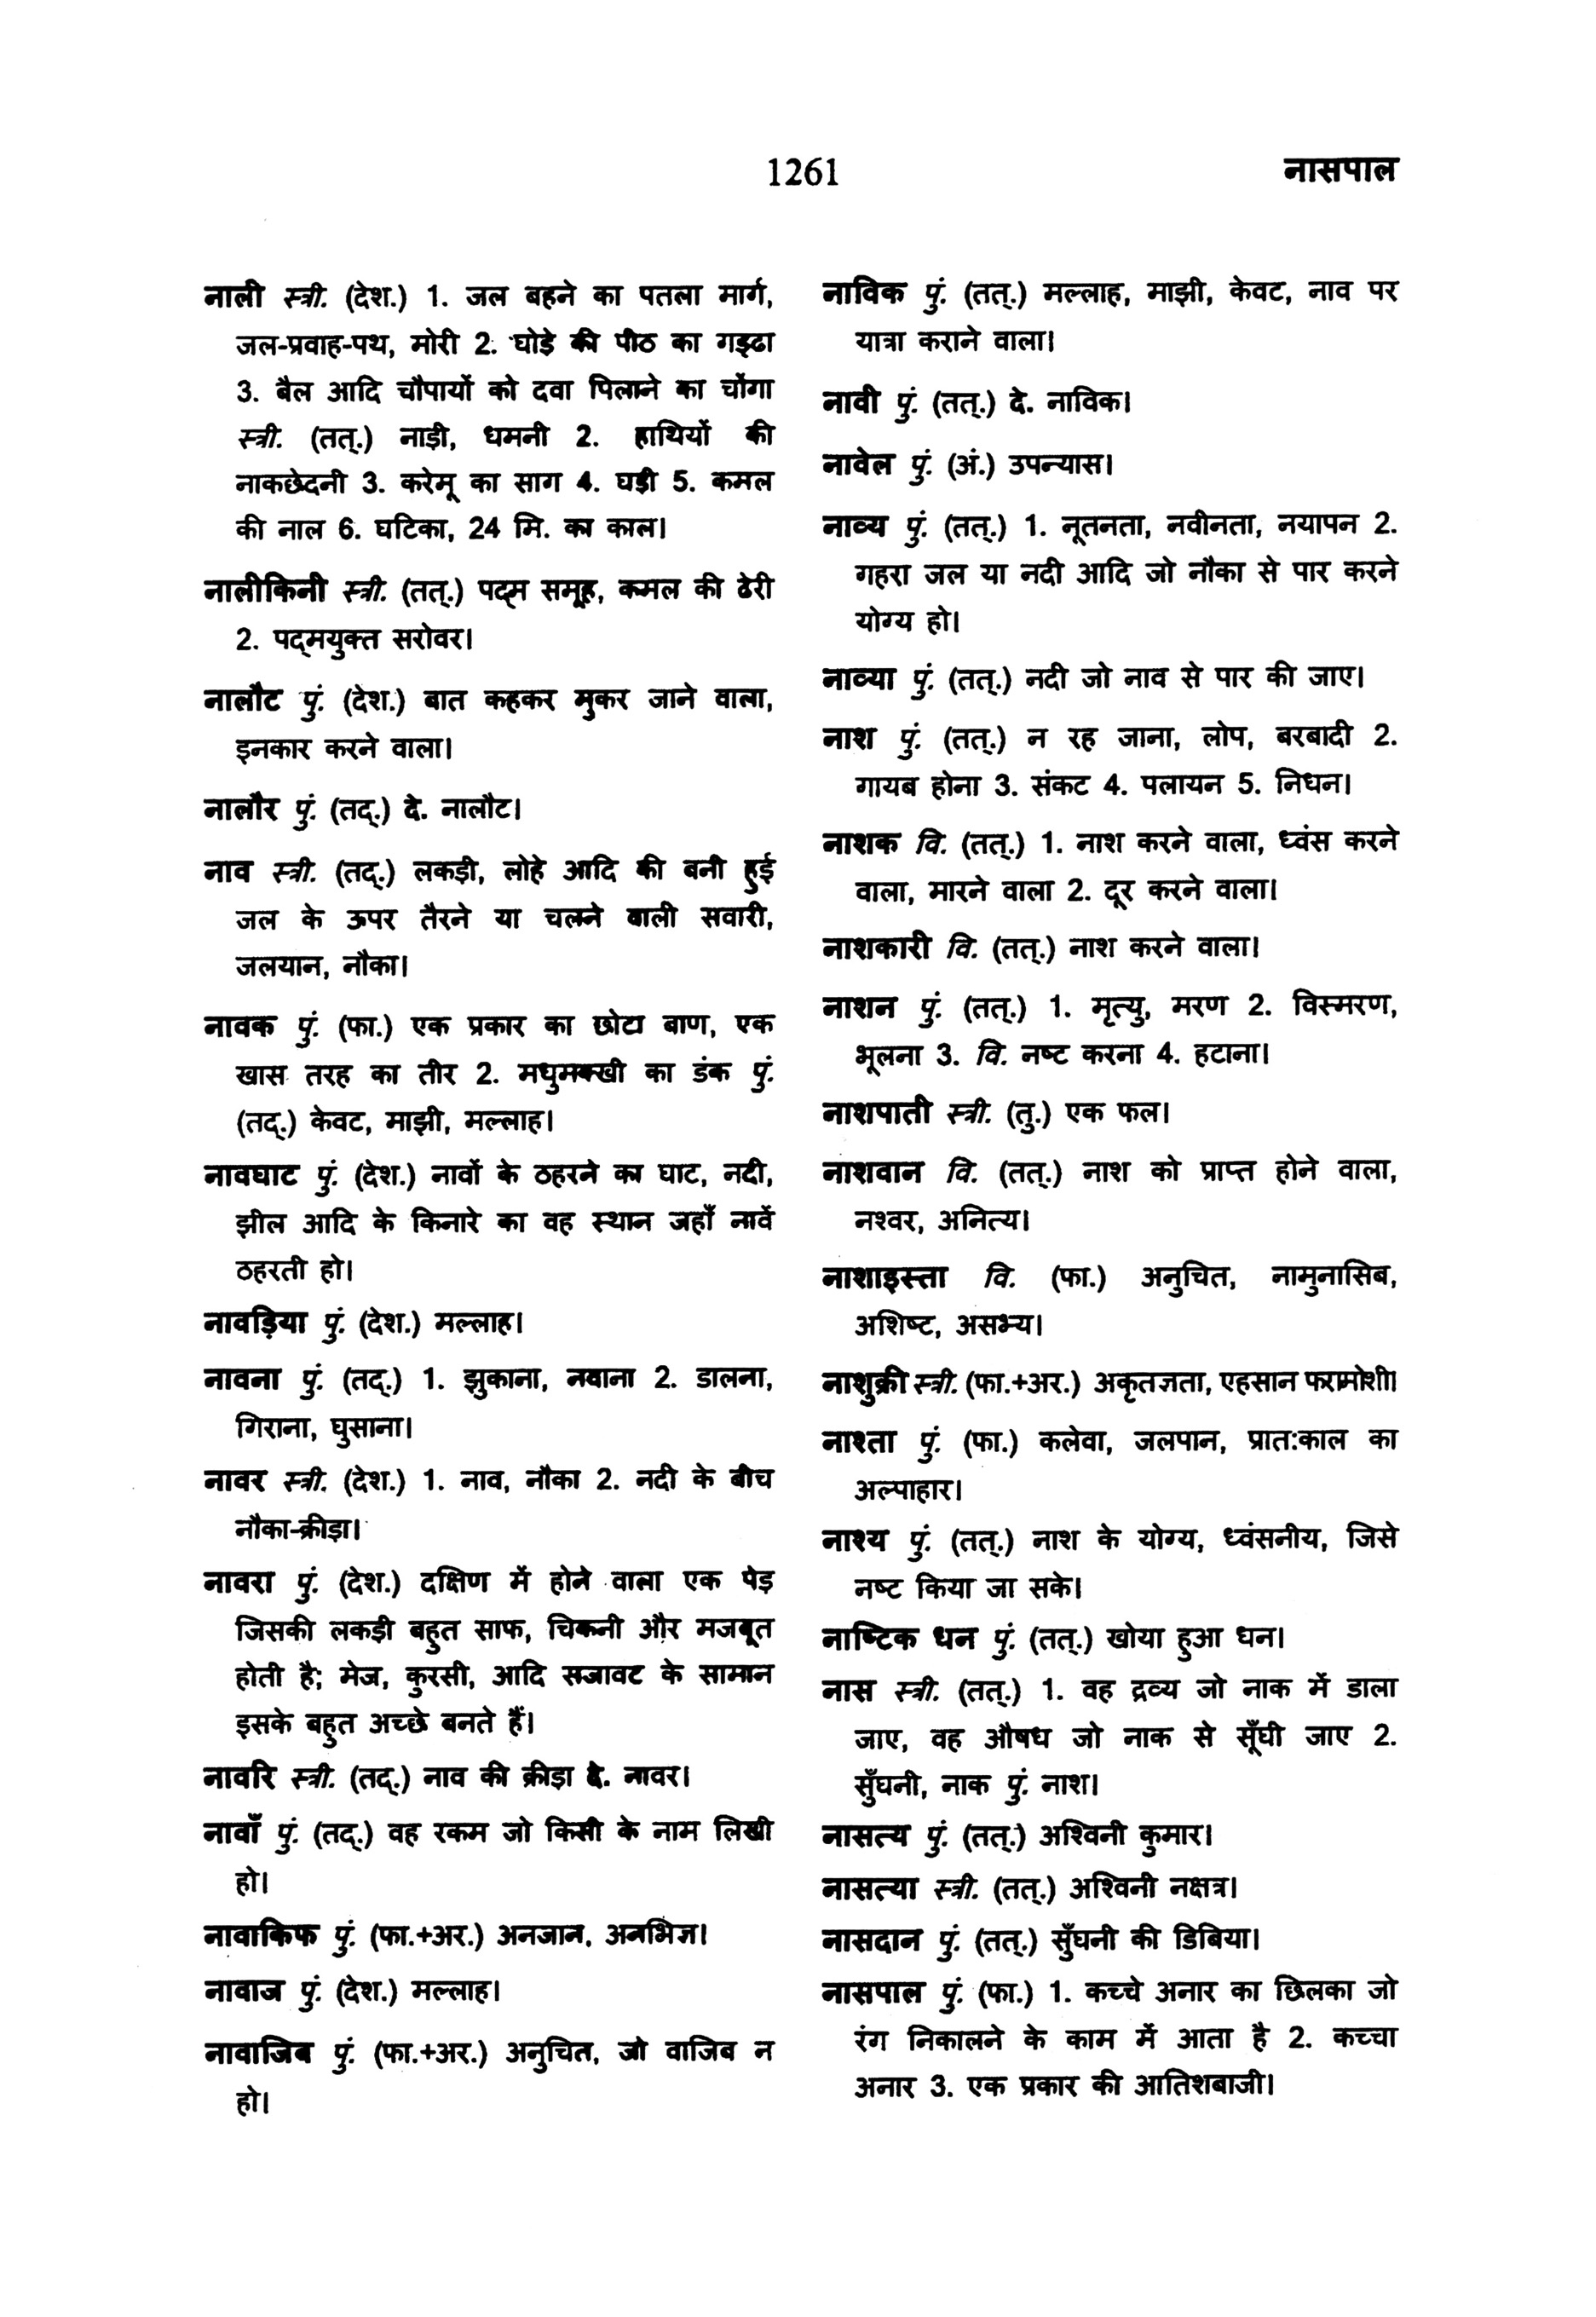 1261
नासपाल
नाली स्त्री. (देश.) 1. जल बहने का पतला मार्ग,
जल-प्रवाह-पथ, मोरी 2. घोड़े की पीठ का गड्ढा
3. बैल आदि चौपायों को दवा पिलाने का चोंगा
स्त्री. (तत्.) नाड़ी, धमनी 2. हाथियों की
नाकछेदनी 3. करेमू का साग 4. घड़ी 5. कमल
की नाल 6. घटिका, 24 मि. का काल।
नालीकिनी स्त्री. (तत्.) पद्म समूह, कमल की ढेरी
2. पद्मयुक्त सरोवर।
नालौट पुं. (देश.) बात कहकर मुकर जाने वाला,
इनकार करने वाला।
नालौर पुं. (तद्.) दे. नालौट।
नाव स्त्री. (तद्.) लकड़ी, लोहे आदि की बनी हुई
जल के ऊपर तैरने या चलने वाली सवारी,
जलयान, नौका।
नावक पुं. (फा.) एक प्रकार का छोटा बाण, एक
खास तरह का तीर 2. मधुमक्खी का डंक पुं.
(तद्.) केवट, माझी, मल्लाह।
नावघाट पुं. (देश.) नावों के ठहरने का घाट, नदी,
झील आदि के किनारे का वह स्थान जहाँ नावें
ठहरती हो।
नावड़िया पुं. (देश.) मल्लाह।
नावना पुं. (तद्.) 1. झुकाना, नवाना 2. डालना,
गिराना, घुसाना।
नावर स्त्री. (देश.) 1. नाव, नौका 2. नदी के बीच
नौका-क्रीड़ा।
नावरा पुं. (देश.) दक्षिण में होने वाला एक पेड़
जिसकी लकड़ी बहुत साफ, चिकनी और मजबूत
होती है; मेज, कुरसी, आदि सजावट के सामान
इसके बहुत अच्छे बनते हैं।
नावरि स्त्री. (तद्.) नाव की क्रीड़ा दे. नावर।
नावाँ पुं. (तद्.) वह रकम जो किसी के नाम लिखी
हो।
नावाकिफ पुं. (फा.+अर.) अनजान, अनभिज्ञ।
नावाज पुं. (देश.) मल्लाह।
नावाजिब पुं. (फा.+अर.) अनुचित, जो वाजिब न
हो।
नाविक पुं. (तत्.) मल्लाह, माझी, केवट, नाव पर
यात्रा कराने वाला।
नावी पुं. (तत्.) दे. नाविक।
नावेल पुं. (अं.) उपन्यास।
नाव्य पुं. (तत्.) 1. नूतनता, नवीनता, नयापन 2.
गहरा जल या नदी आदि जो नौका से पार करने
योग्य हो।
नाव्या पुं. (तत्.) नदी जो नाव से पार की जाए।
नाश पुं. (तत्.) न रह जाना, लोप, बरबादी 2.
गायब होना 3. संकट 4. पलायन 5. निधन।
नाशक वि. (तत्.) 1. नाश करने वाला, ध्वंस करने
वाला, मारने वाला 2. दूर करने वाला।
नाशकारी वि. (तत्.) नाश करने वाला।
नाशन पुं. (तत्.) 1. मृत्यु, मरण 2. विस्मरण,
भूलना 3. वि. नष्ट करना 4. हटाना।
नाशपाती स्त्री. (तु.) एक फल।
नाशवान वि. (तत्.) नाश को प्राप्त होने वाला,
नश्वर, अनित्य।
नाशाइस्ता वि. (फा.) अनुचित, नामुनासिब,
अशिष्ट, असभ्य।
नाशुक्री स्त्री. (फा.+अर.) अकृतज्ञता, एहसान फरामोशी।
नाश्ता पुं. (फा.) कलेवा, जलपान, प्रात:काल का
अल्पाहार।
नाश्य पुं. (तत्.) नाश के योग्य, ध्वंसनीय, जिसे
नष्ट किया जा सके।
नाष्टिक धन पुं. (तत्.) खोया हुआ धन।
नास स्त्री. (तत्.) 1. वह द्रव्य जो नाक में डाला
जाए, वह औषध जो नाक से सूँघी जाए 2.
सुँघनी, नाक पुं. नाश।
नासत्य पुं. (तत्.) अश्विनी कुमार।
नासत्या स्त्री. (तत्.) अश्विनी नक्षत्र।
नासदान पुं. (तत्.) सुँघनी की डिबिया।
नासपाल पुं. (फा.) 1. कच्चे अनार का छिलका जो
रंग निकालने के काम में आता है 2. कच्चा
अनार 3. एक प्रकार की आतिशबाजी।